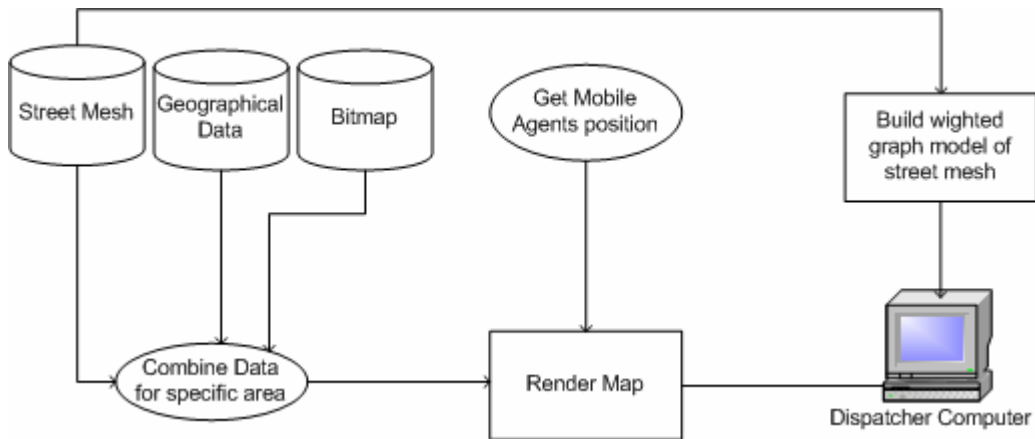 Street Mesh
Geographical
Data
Bitmap
Get Mobile
Agents position
Build wighted
graph model of
street mesh
Combine Data
for specific area
Render Map
Dispatcher Computer